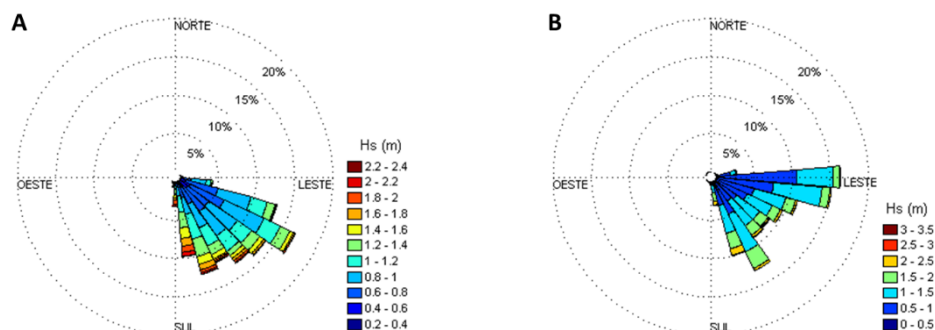 A
NORTE
20%
15%
10%
5%
OESTE
LESTE
SUL
Hs (m)
2.2 - 2.4
2 - 2.2
1.8 - 2
1.6 - 1.8
1.4 - 1.6
1.2 - 1.4
1 - 1.2
0.8 - 1
0.6 - 0.8
0.4 - 0.6
0.2 - 0.4
B
NORTE
20%
15%
10%
5%
OESTE
LESTE
SUL
Hs (m)
3 - 3.5
2.5 - 3
2 - 2.5
1.5 - 2
1 - 1.5
0.5 - 1
0 - 0.5